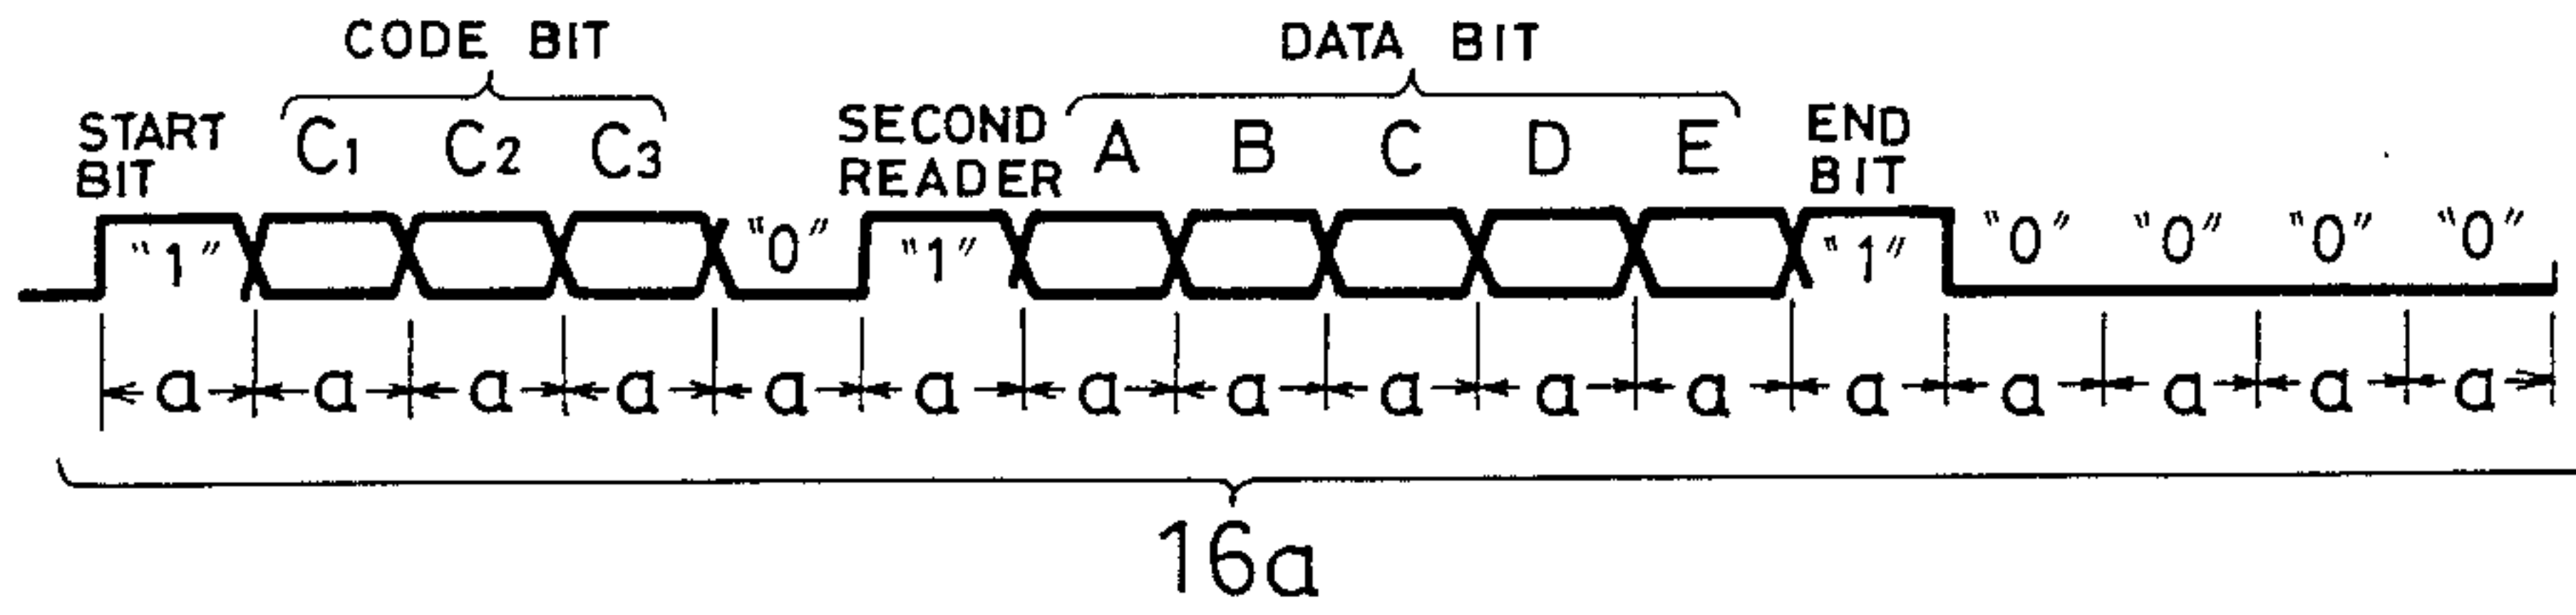 CODE BIT DATA BIT
START BIT C1 C2 C3 SECOND READER A B C D E END BIT
"1" "0" "1" "1" "0" "0" "0" "0"
a a a a a a a a a a a a a a a a
16a